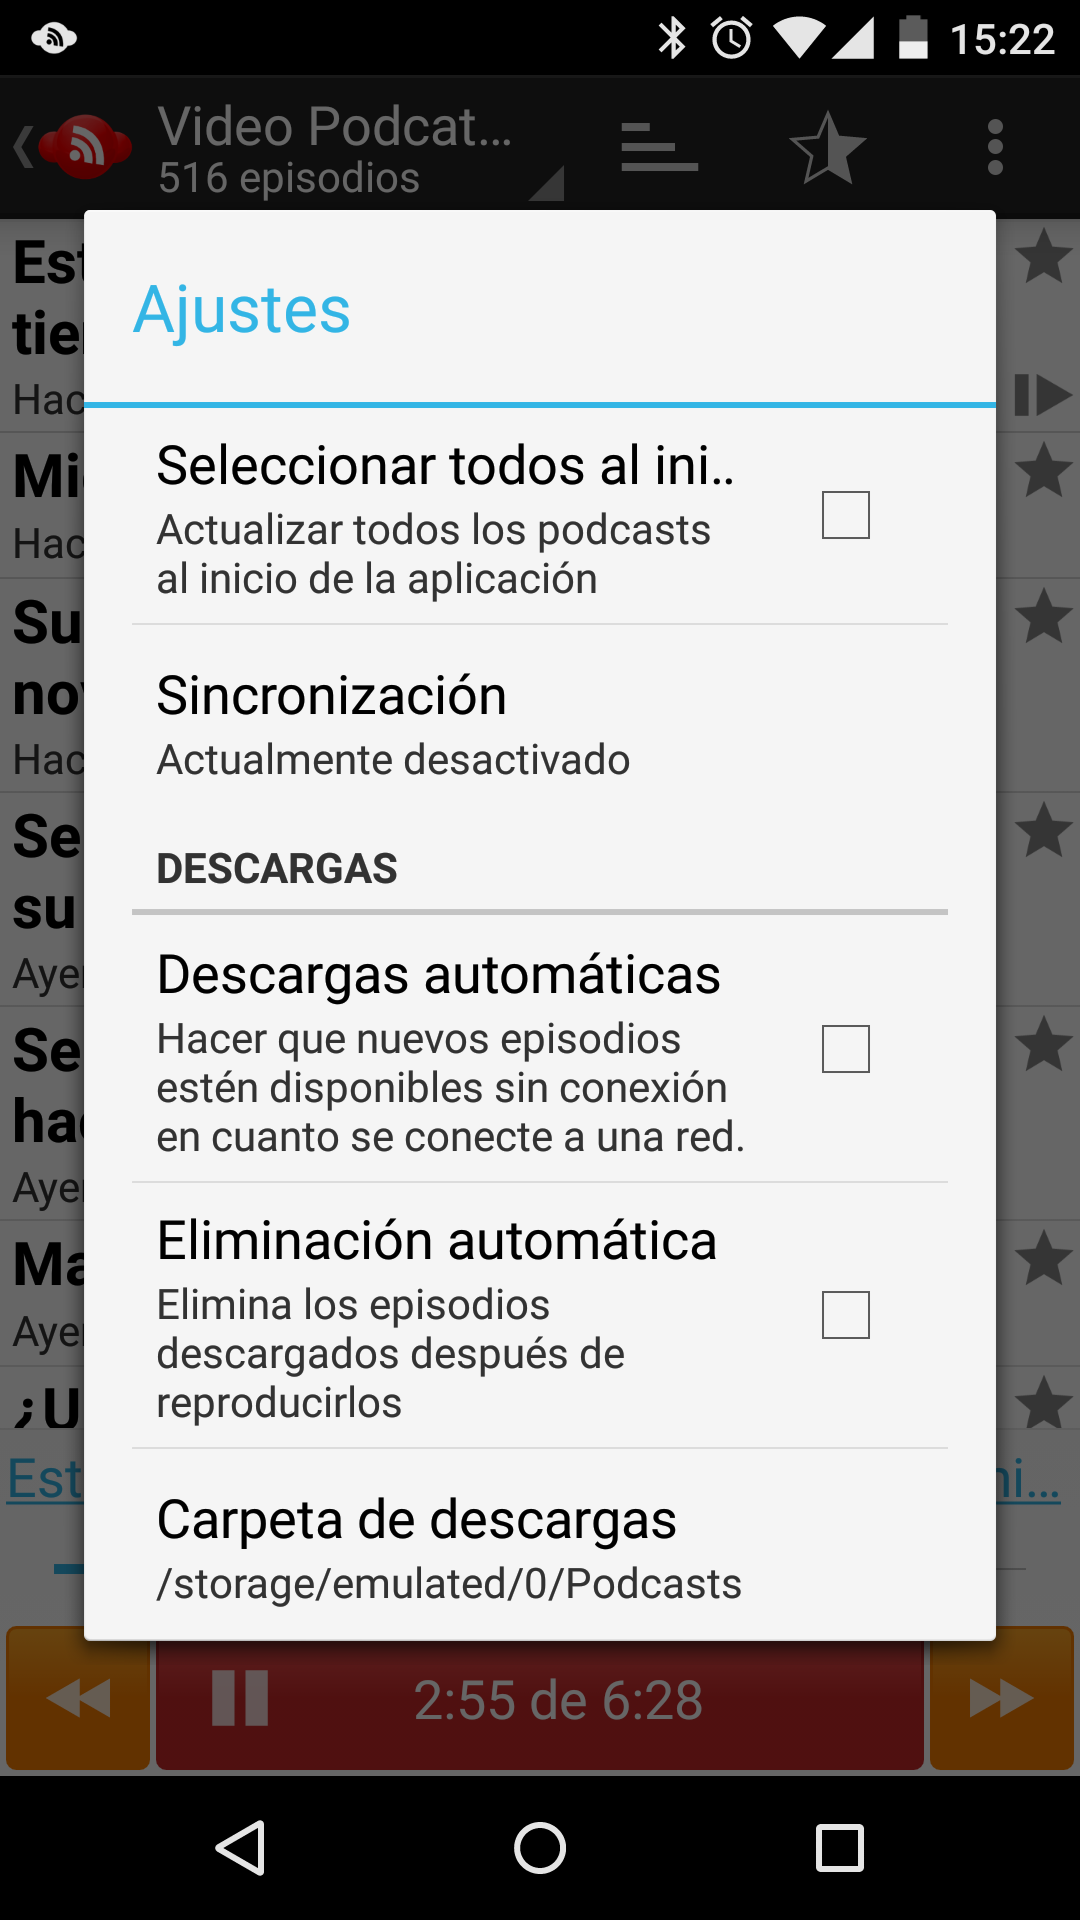 15:22
Video Podcat...
516 episodios
Est
tie
Hac
Ajustes
Seleccionar todos al ini..
Actualizar todos los podcasts
al inicio de la aplicación
Mi
Hac
Su
no
Hac
Sincronización
Actualmente desactivado
Se
su
Aye
DESCARGAS
Descargas automáticas
Hacer que nuevos episodios
estén disponibles sin conexión
en cuanto se conecte a una red.
Se
ha
Aye
Eliminación automática
Elimina los episodios
descargados después de
reproducirlos
Ma
Aye
¿U
Est
ni...
Carpeta de descargas
/storage/emulated/0/Podcasts
2:55 de 6:28